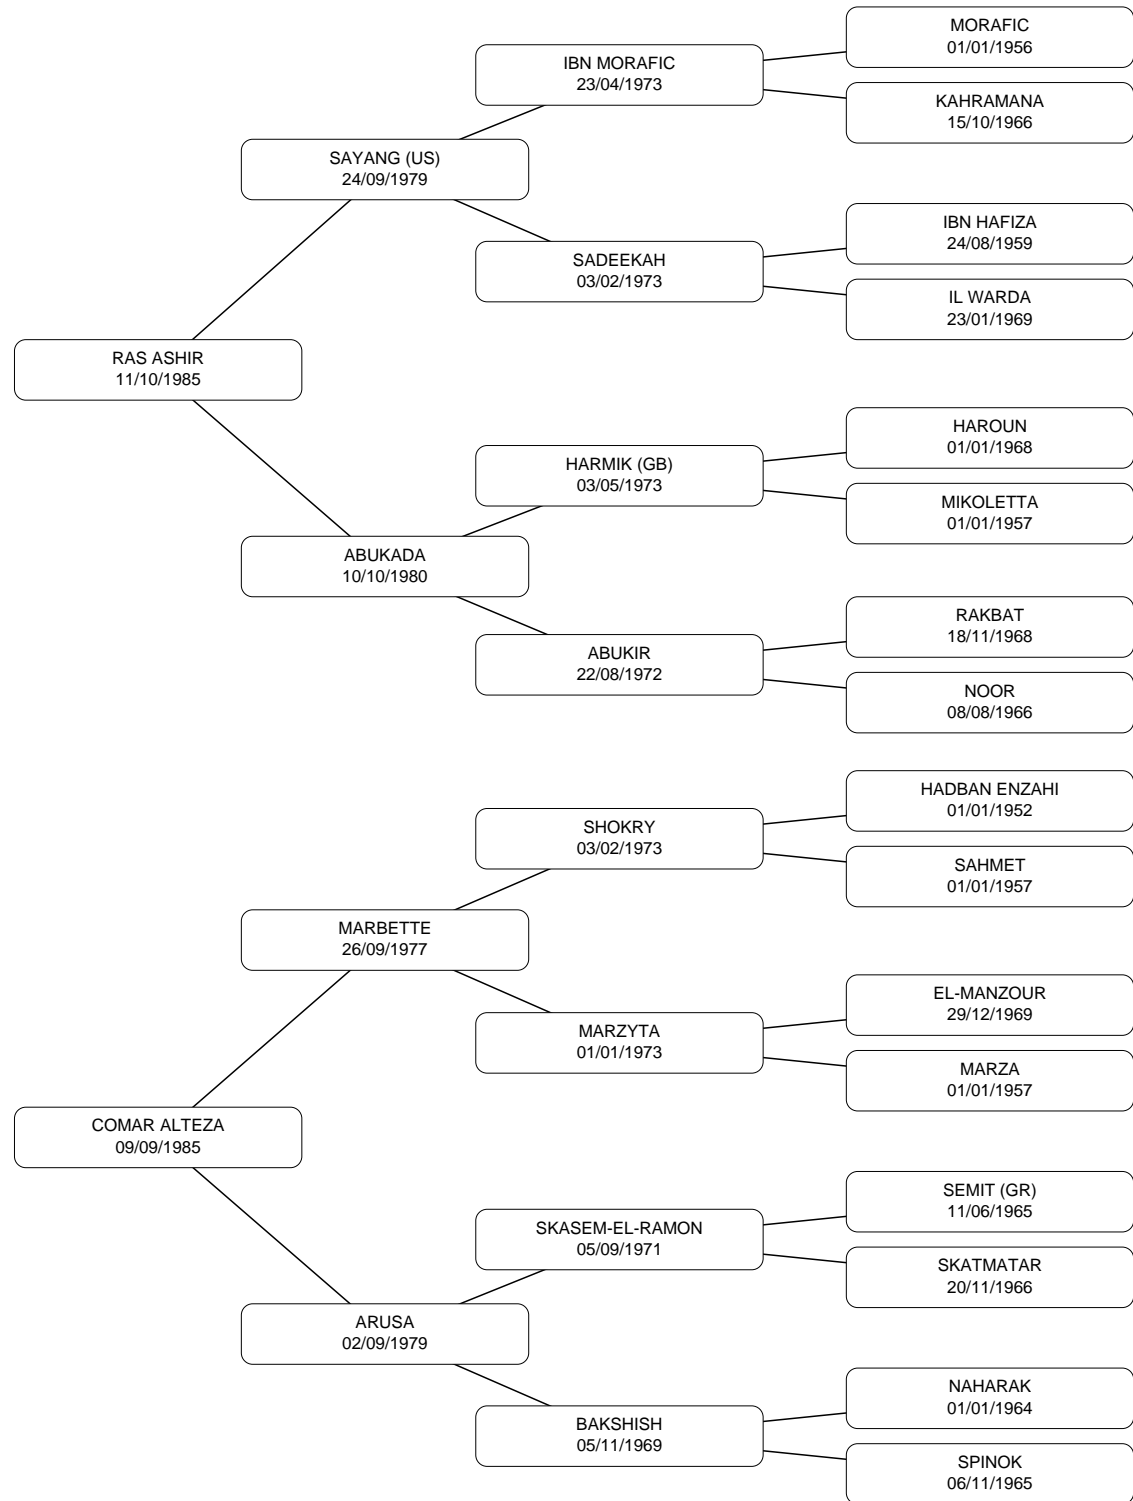 MORAFIC
01/01/1956
IBN MORAFIC
23/04/1973
KAHRAMANA
15/10/1966
SAYANG (US)
24/09/1979
IBN HAFIZA
24/08/1959
SADEEKAH
03/02/1973
IL WARDA
23/01/1969
RAS ASHIR
11/10/1985
HAROUN
01/01/1968
HARMIK (GB)
03/05/1973
MIKOLETTA
01/01/1957
ABUKADA
10/10/1980
RAKBAT
18/11/1968
ABUKIR
22/08/1972
NOOR
08/08/1966
HADBAN ENZAHI
01/01/1952
SHOKRY
03/02/1973
SAHMET
01/01/1957
MARBETTE
26/09/1977
EL-MANZOUR
29/12/1969
MARZYTA
01/01/1973
MARZA
01/01/1957
COMAR ALTEZA
09/09/1985
SEMIT (GR)
11/06/1965
SKASEM-EL-RAMON
05/09/1971
SKATMATAR
20/11/1966
ARUSA
02/09/1979
NAHARAK
01/01/1964
BAKSHISH
05/11/1969
SPINOK
06/11/1965